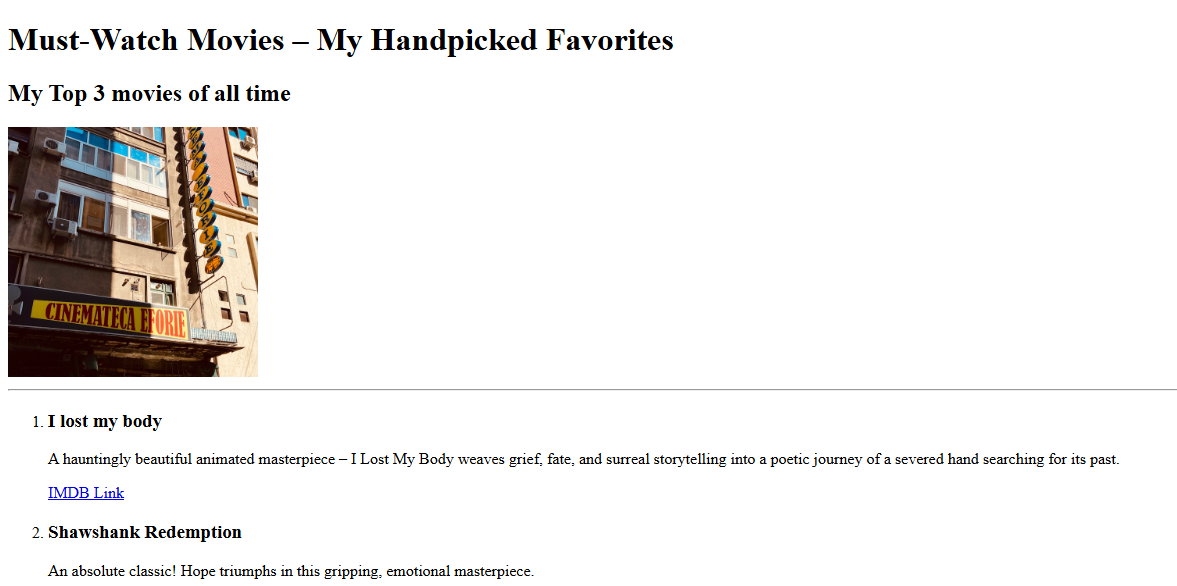 Must-Watch Movies – My Handpicked Favorites
My Top 3 movies of all time
CINEMATECA EFORIE
1. I lost my body
A hauntingly beautiful animated masterpiece – I Lost My Body weaves grief, fate, and surreal storytelling into a poetic journey of a severed hand searching for its past.
IMDB Link
2. Shawshank Redemption
An absolute classic! Hope triumphs in this gripping, emotional masterpiece.